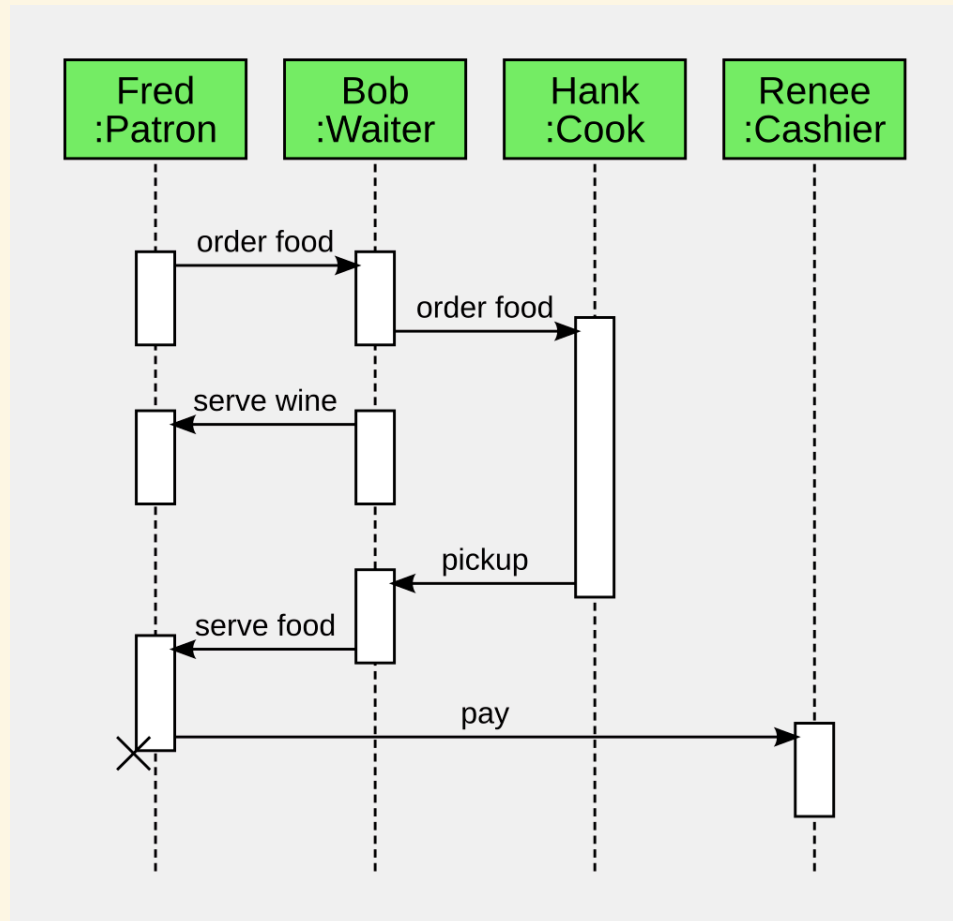 Fred
:Patron
Bob
:Waiter
Hank
:Cook
Renee
:Cashier
order food
order food
serve wine
pickup
serve food
pay